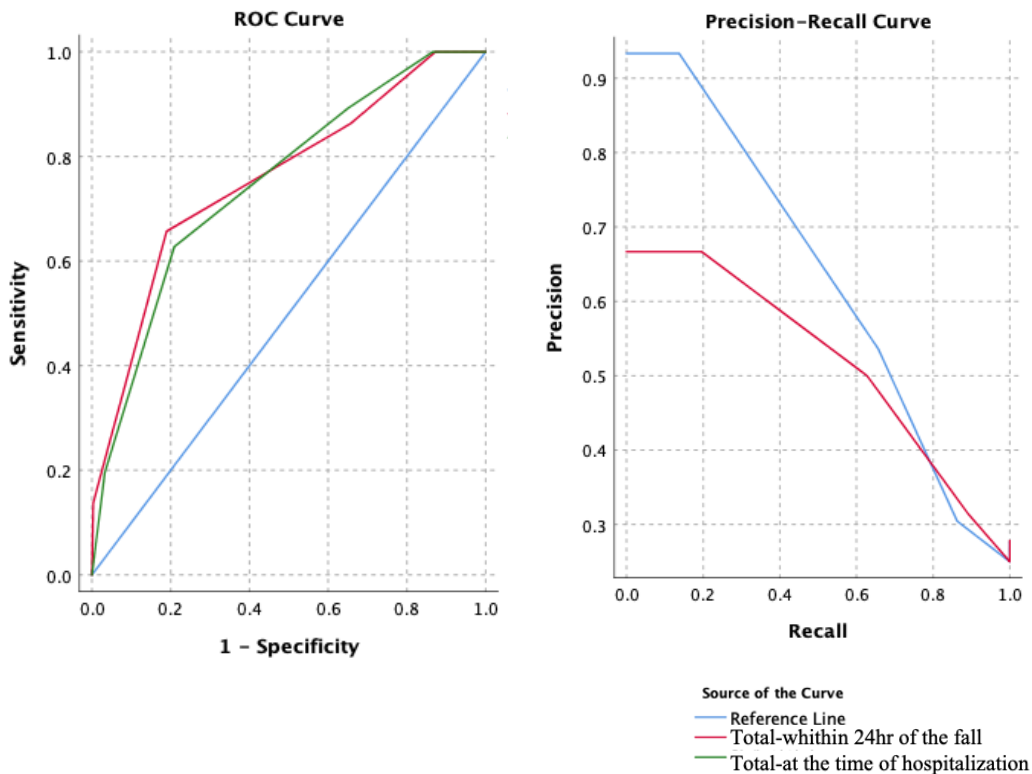 ROC Curve
1.0
0.8
0.6
0.4
0.2
0.0
Sensitivity
0.0 0.2 0.4 0.6 0.8 1.0
1 – Specificity
Precision–Recall Curve
0.9
0.8
0.7
0.6
0.5
0.4
0.3
Precision
0.0 0.2 0.4 0.6 0.8 1.0
Recall
Source of the Curve
Reference Line
Total-whithin 24hr of the fall
Total-at the time of hospitalization